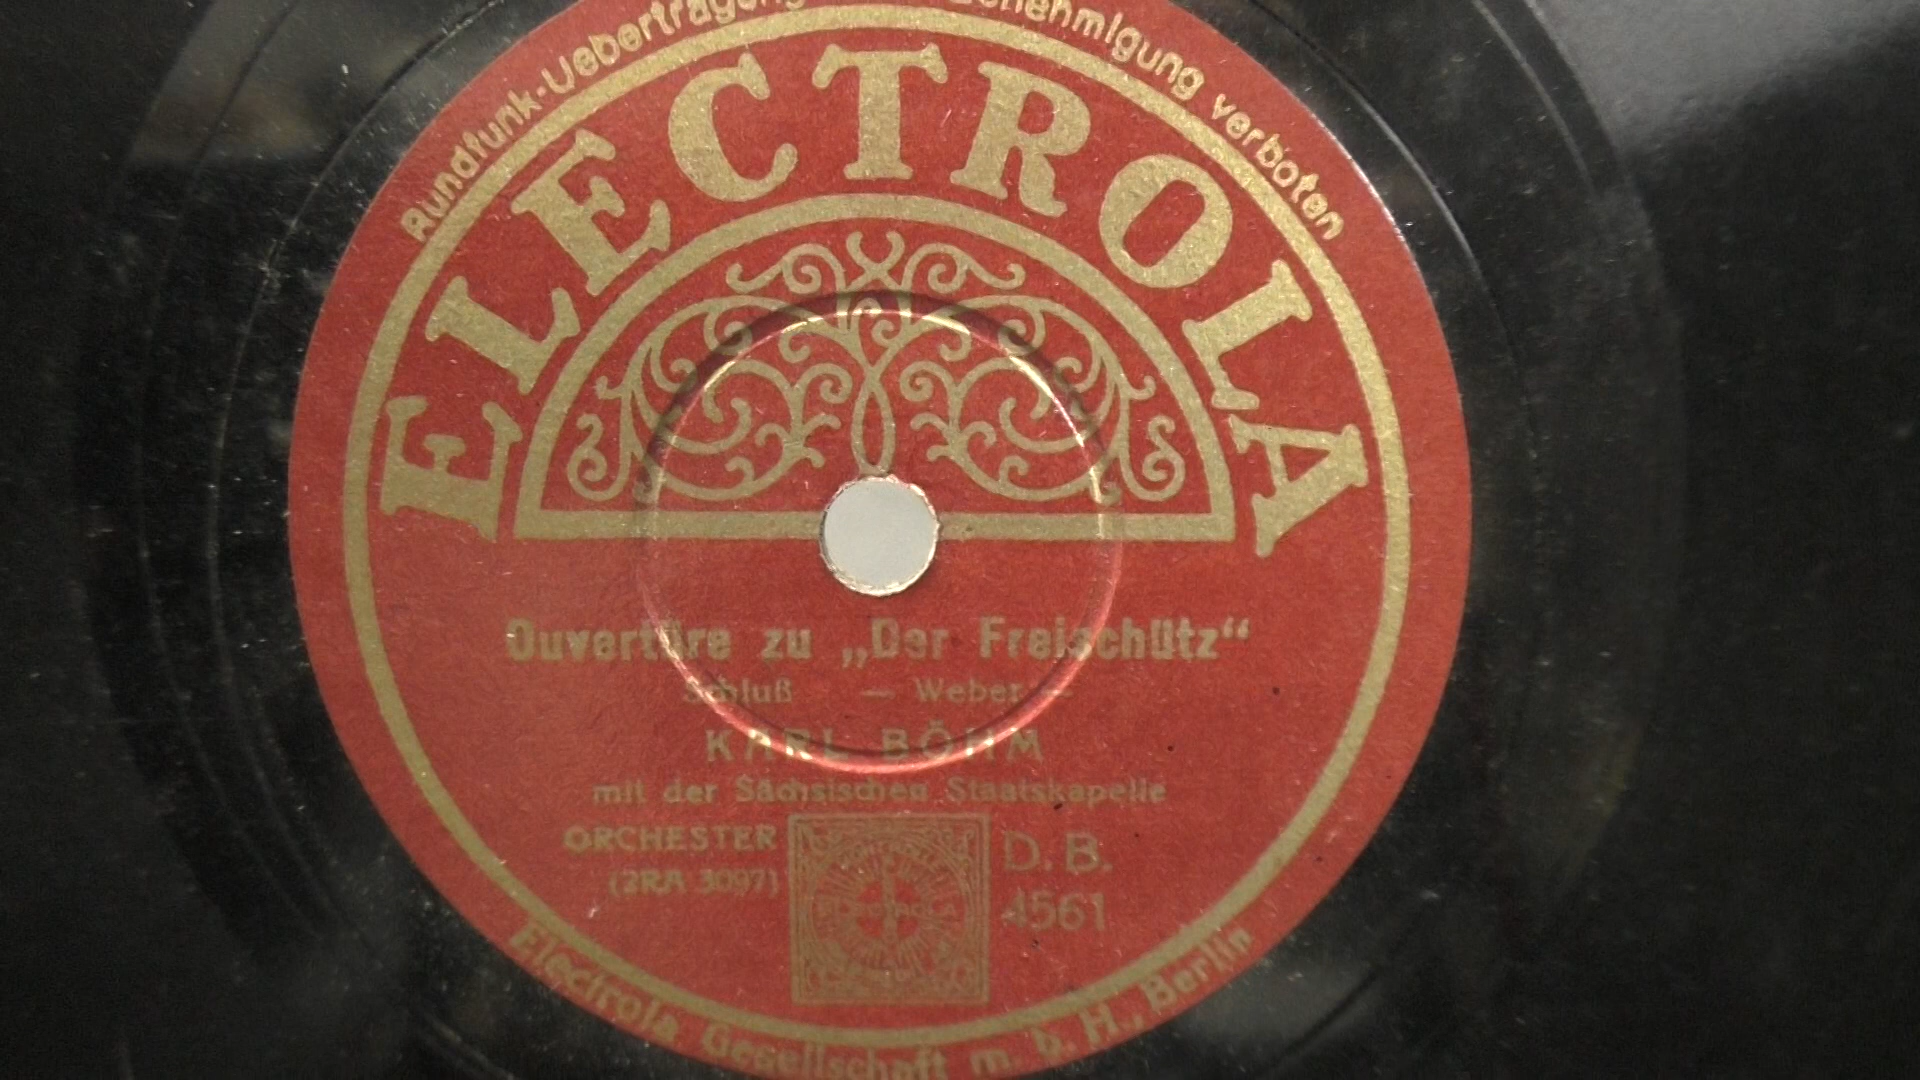 Rundfunk-Uebertragung Genehmigung verboten
ELECTROLA
Ouvertüre zu „Der Freischütz“
Schluß — Weber —
KARL BÖHM
mit der Sächsischen Staatskapelle
ORCHESTER
(2RA 3097)
D.B.
4561
Electrola Gesellschaft m. b. H., Berlin